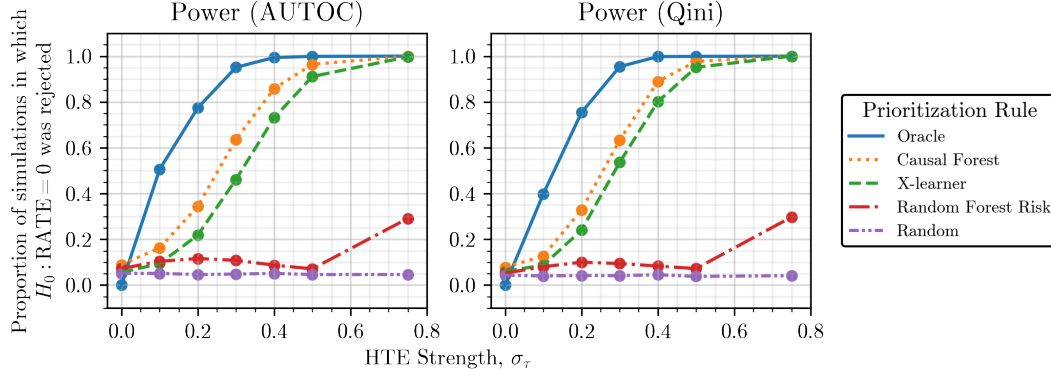 Power (AUTOC)
Power (Qini)
Proportion of simulations in which
H₀ : RATE = 0 was rejected
1.0
0.8
0.6
0.4
0.2
0.0
0.0
0.2
0.4
0.6
0.8
1.0
0.8
0.6
0.4
0.2
0.0
0.0
0.2
0.4
0.6
0.8
HTE Strength, σ_τ
Prioritization Rule
Oracle
Causal Forest
X-learner
Random Forest Risk
Random